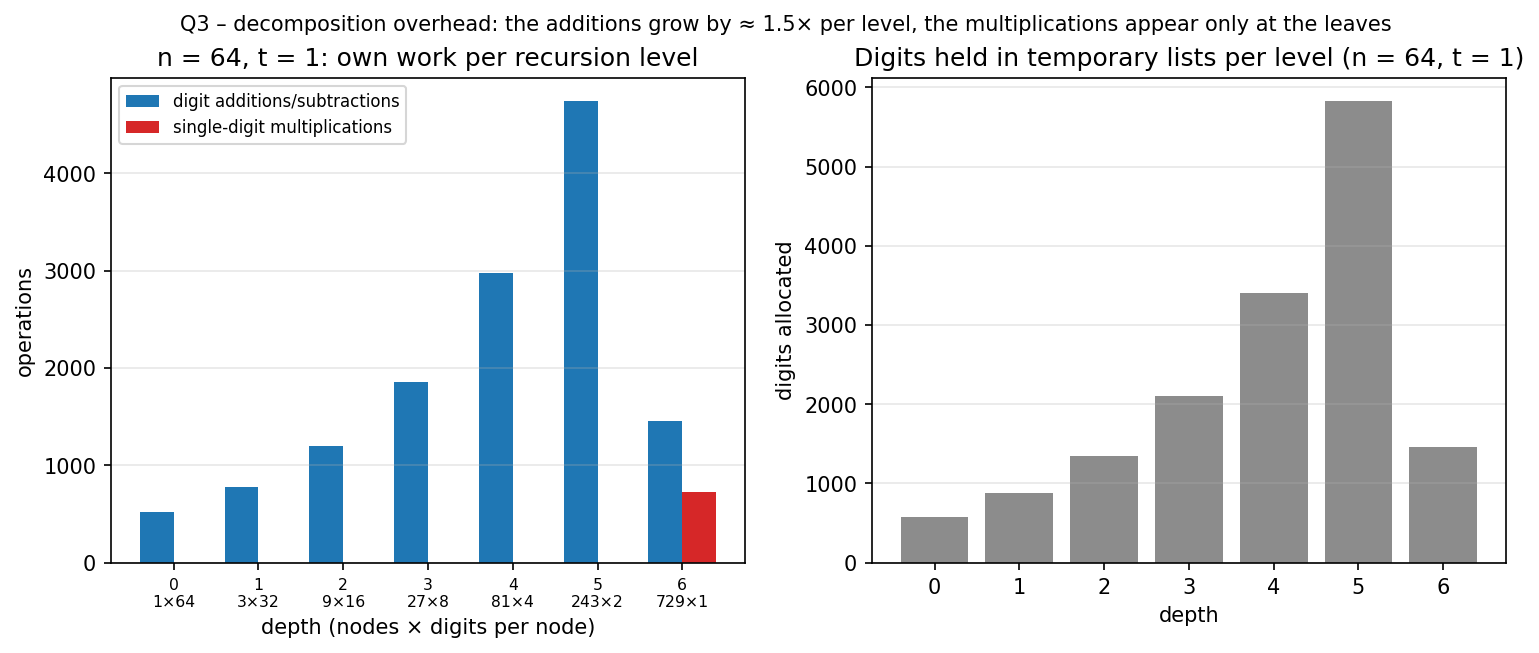 Q3 – decomposition overhead: the additions grow by ≈ 1.5× per level, the multiplications appear only at the leaves
n = 64, t = 1: own work per recursion level
digit additions/subtractions
single-digit multiplications
operations
4000
3000
2000
1000
0
0 1 2 3 4 5 6
1×64 3×32 9×16 27×8 81×4 243×2 729×1
depth (nodes × digits per node)
Digits held in temporary lists per level (n = 64, t = 1)
digits allocated
6000
5000
4000
3000
2000
1000
0
0 1 2 3 4 5 6
depth